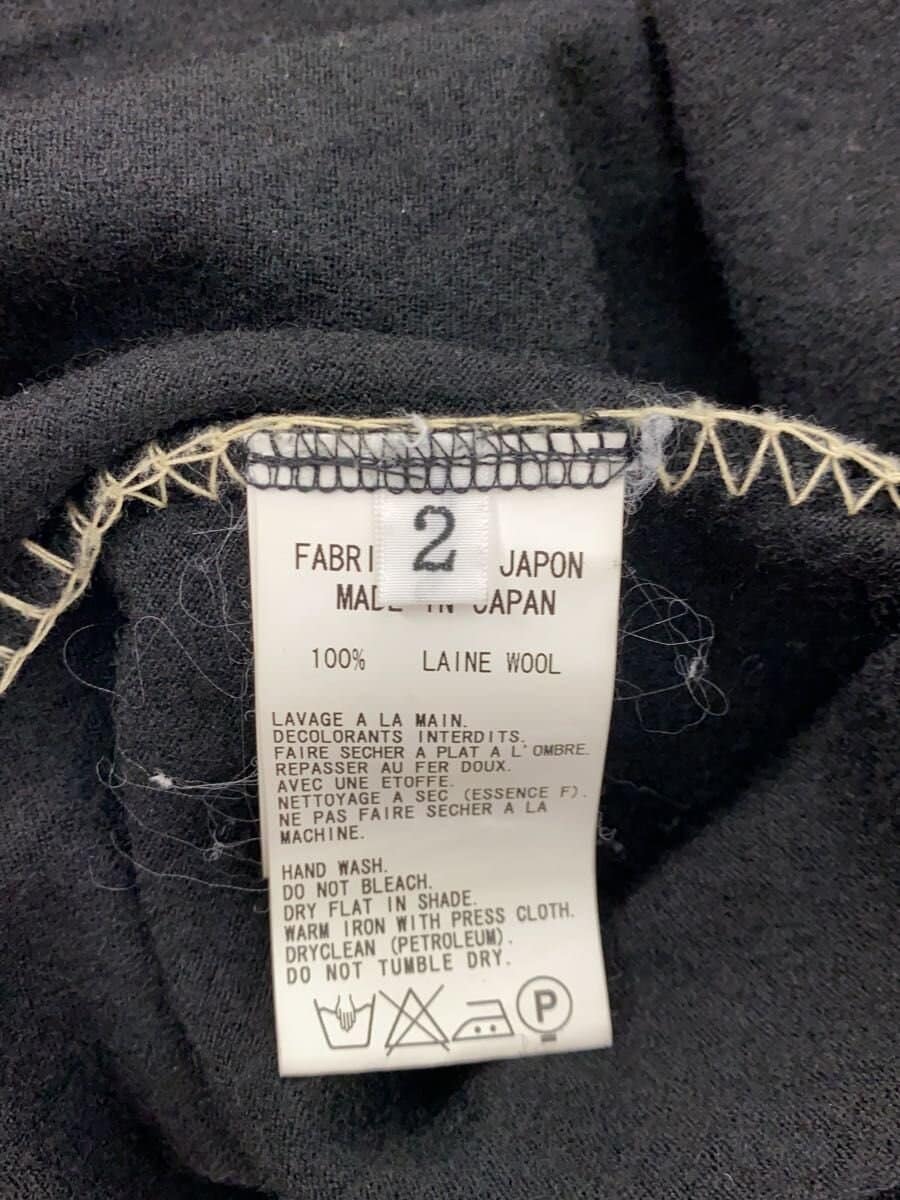 2
FABRI JAPON
JAPAN
100% LAINE WOOL
LAVAGE A LA MAIN.
DECOLORANTS INTERDITS.
FAIRE SECHER A PLAT A L'OMBRE.
REPASSER AU FER DOUX.
AVEC UNE ETOFFE.
NETTOYAGE A SEC (ESSENCE F).
NE PAS FAIRE SECHER A LA
MACHINE.
HAND WASH.
DO NOT BLEACH.
DRY FLAT IN SHADE.
WARM IRON WITH PRESS CLOTH.
DRYCLEAN (PETROLEUM).
DO NOT TUMBLE DRY.
P